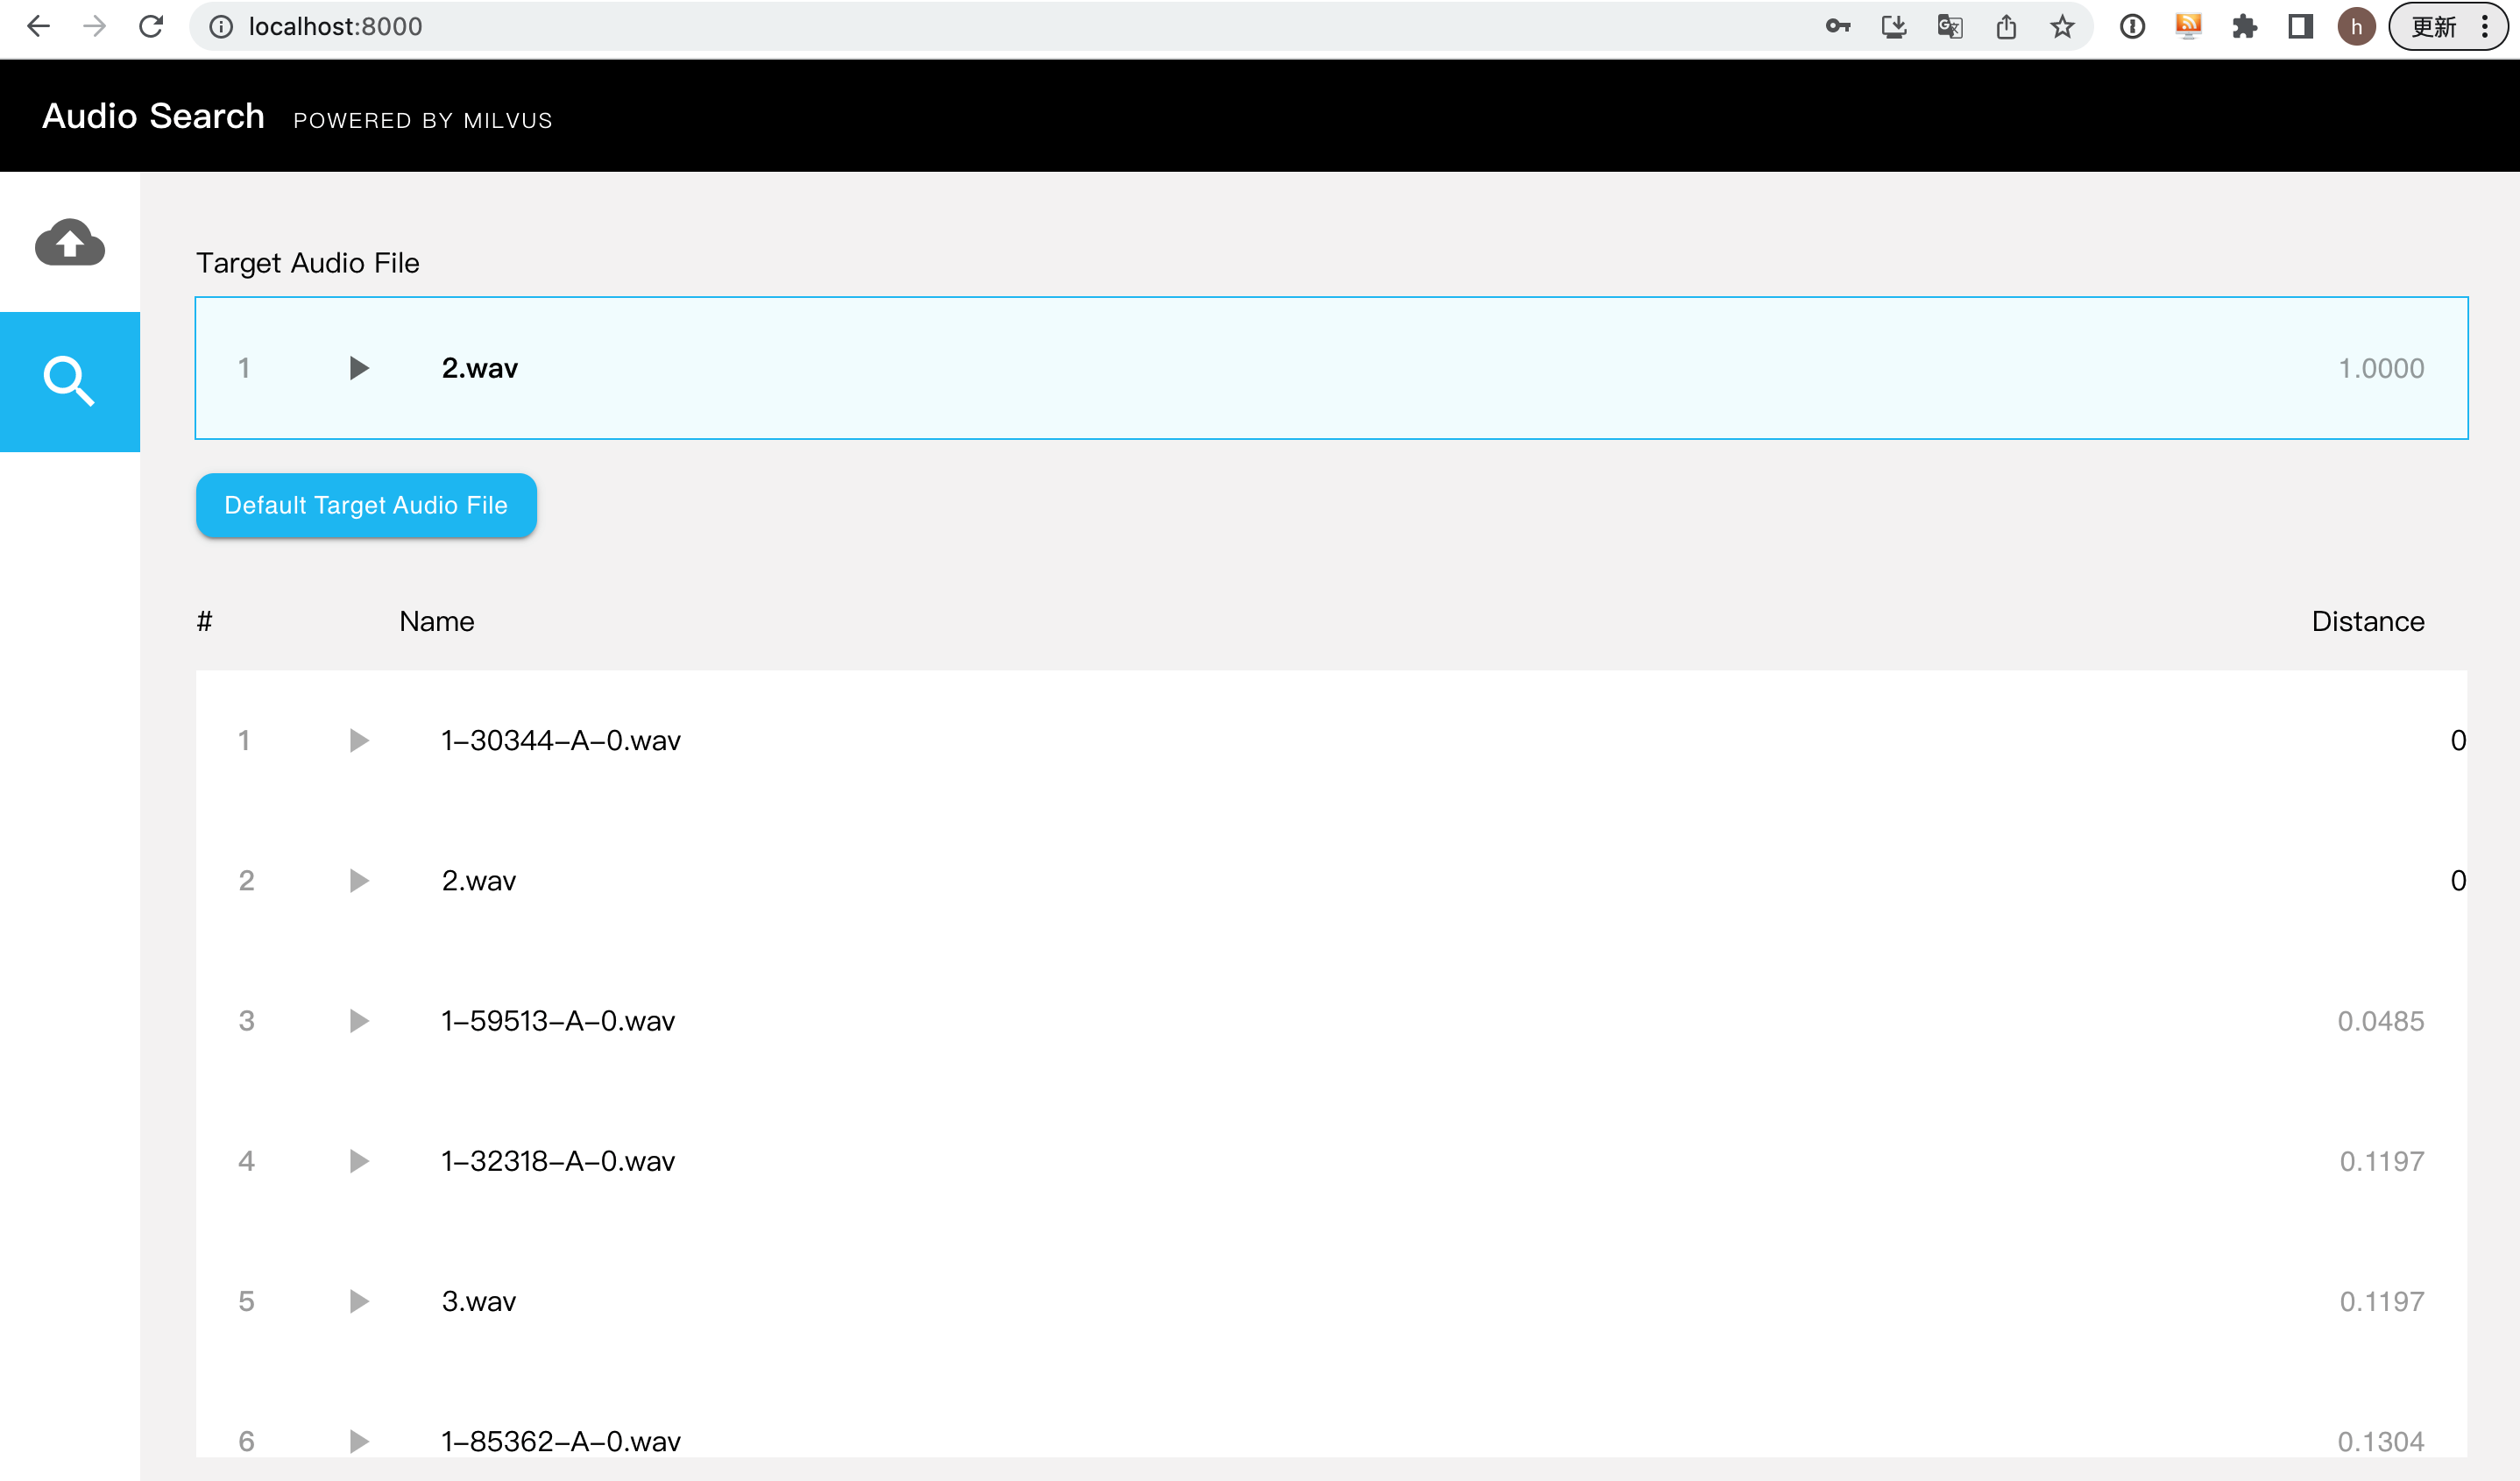 localhost:8000
h
更新
Audio Search POWERED BY MILVUS
Target Audio File
1 2.wav 1.0000
Default Target Audio File
# Name Distance
1 1-30344-A-0.wav 0
2 2.wav 0
3 1-59513-A-0.wav 0.0485
4 1-32318-A-0.wav 0.1197
5 3.wav 0.1197
6 1-85362-A-0.wav 0.1304